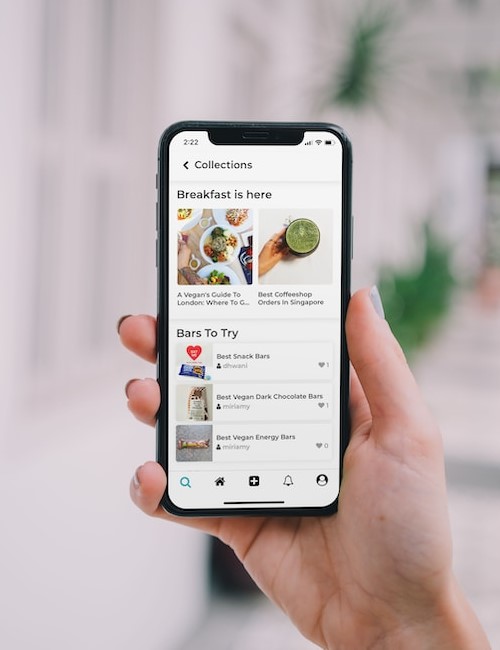 2:22
Collections
Breakfast is here
A Vegan's Guide To
London: Where To G...
Best Coffeeshop
Orders In Singapore
Bars To Try
Best Snack Bars
dhwani
1
Best Vegan Dark Chocolate Bars
miriamy
1
Best Vegan Energy Bars
miriamy
0